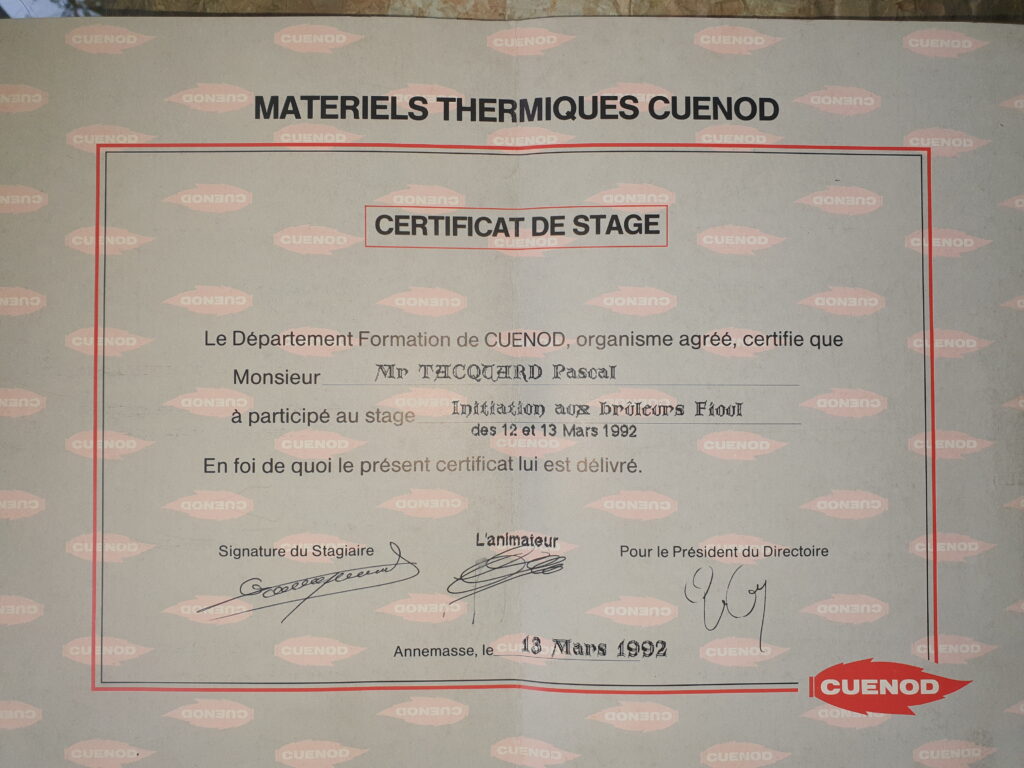 MATERIELS THERMIQUES CUENOD
CERTIFICAT DE STAGE
Le Département Formation de CUENOD, organisme agréé, certifie que
Monsieur Mr TACQUARD Pascal
à participé au stage Initiation aux brûleurs Fioul
des 12 et 13 Mars 1992
En foi de quoi le présent certificat lui est délivré.
Signature du Stagiaire L'animateur Pour le Président du Directoire
Annemasse, le 13 Mars 1992
CUENOD